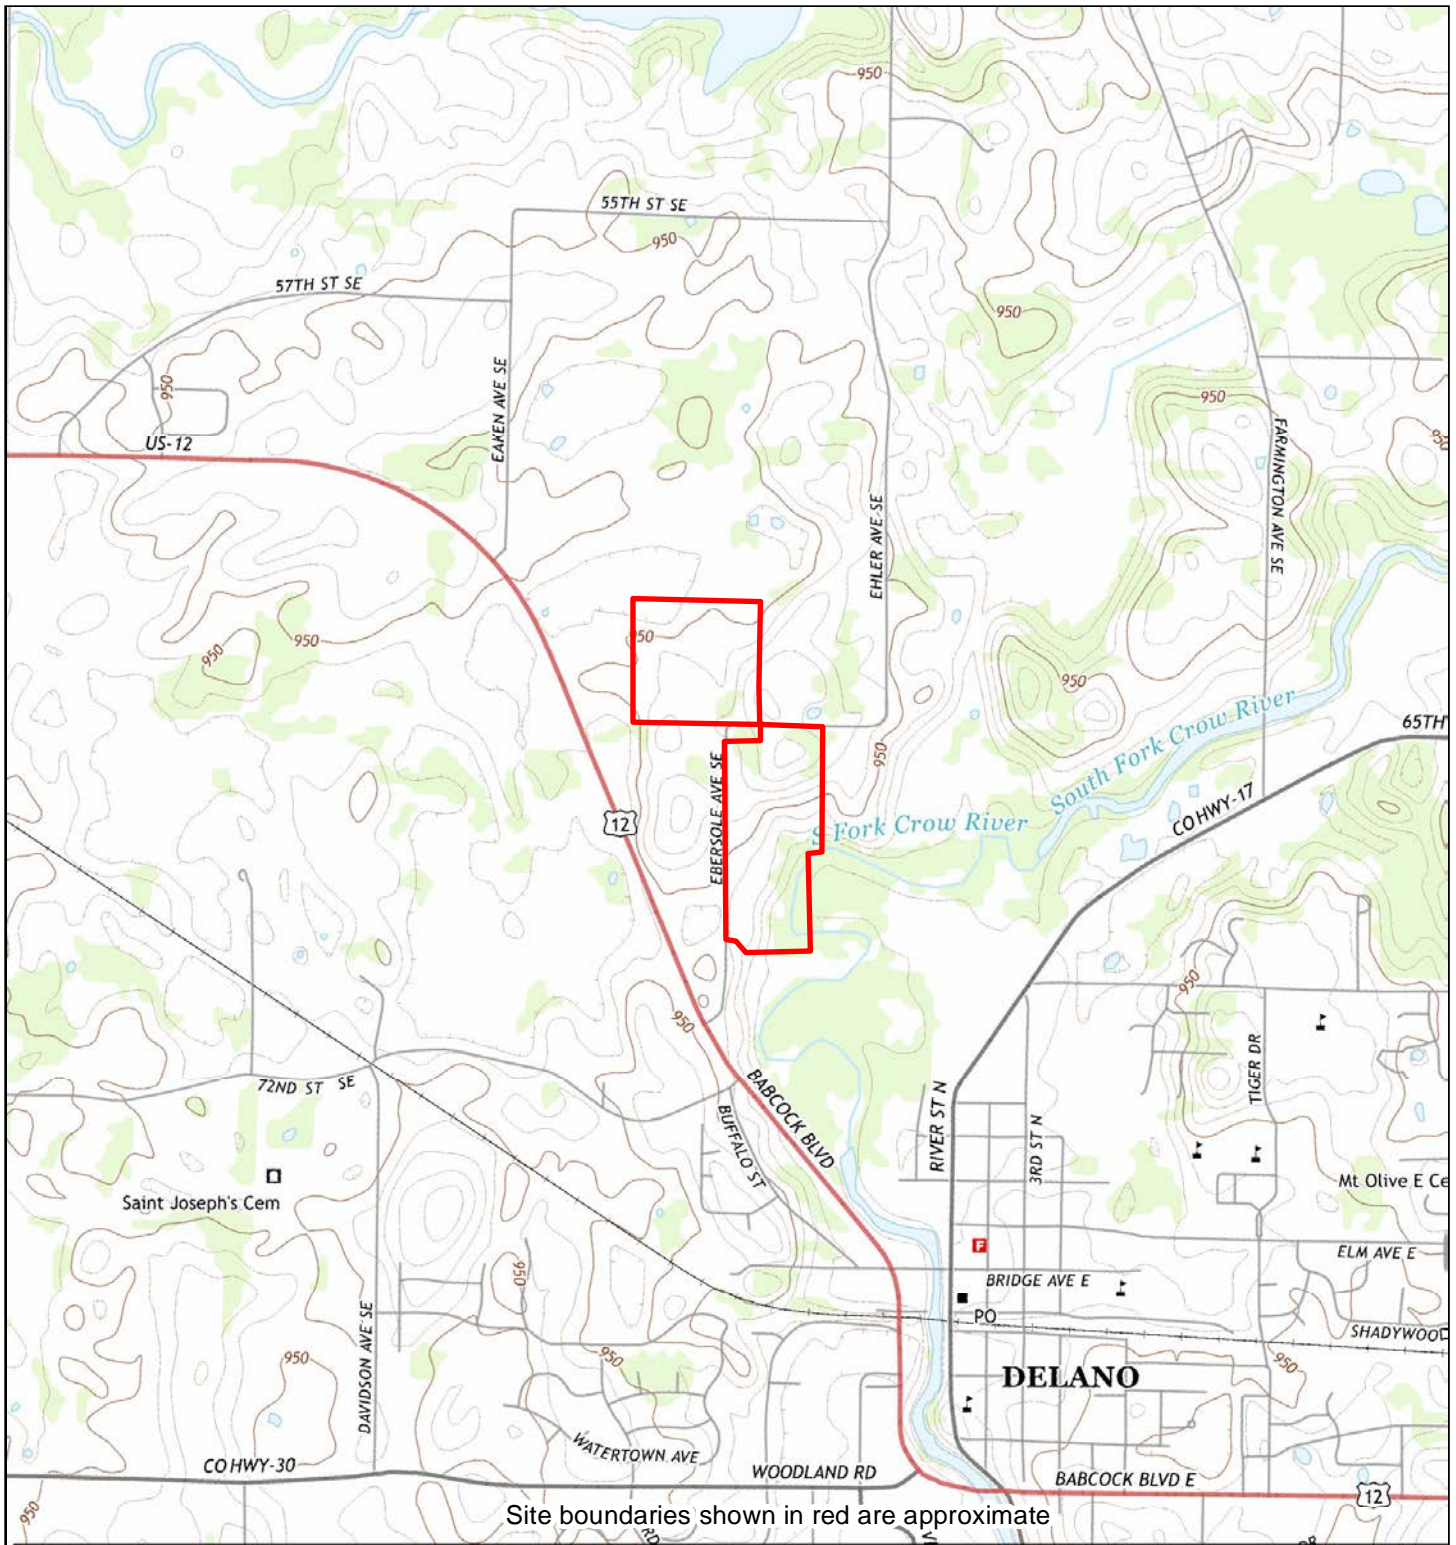 950
55TH ST SE
950
57TH ST SE
950
EAKEN AVE SE
950
950
950
US-12
FARMINGTON AVE SE
EHLER AVE SE
950
950
950
950
South Fork Crow River
65TH
950
EBERSOLE AVE SE
12
S Fork Crow River
CO HWY-17
950
950
72ND ST SE
BABCOCK BLVD
BUFFALO ST
RIVER ST N
3RD ST N
TIGER DR
Saint Joseph's Cem
Mt Olive E Ce
F
ELM AVE E
950
BRIDGE AVE E
PO
SHADYWOOD
DAVIDSON AVE SE
950
950
950
DELANO
WATERTOWN AVE
CO HWY-30
WOODLAND RD
BABCOCK BLVD E
12
950
Site boundaries shown in red are approximate
RD